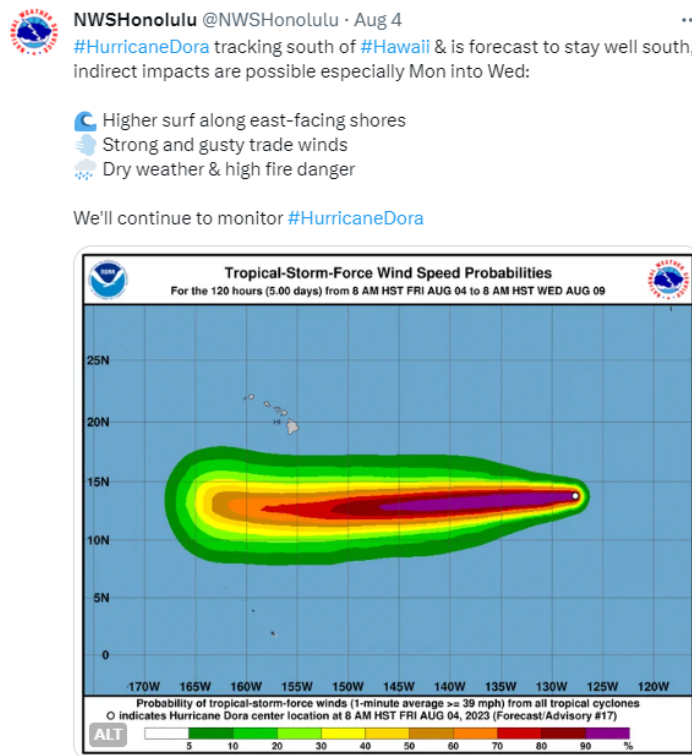 NWSHonolulu @NWSHonolulu · Aug 4
#HurricaneDora tracking south of #Hawaii & is forecast to stay well south,
indirect impacts are possible especially Mon into Wed:
Higher surf along east-facing shores
Strong and gusty trade winds
Dry weather & high fire danger
We'll continue to monitor #HurricaneDora
Tropical-Storm-Force Wind Speed Probabilities
For the 120 hours (5.00 days) from 8 AM HST FRI AUG 04 to 8 AM HST WED AUG 09
NOAA
25N
20N
HI
15N
10N
5N
0
170W 165W 160W 155W 150W 145W 140W 135W 130W 125W 120W
Probability of tropical-storm-force winds (1-minute average >= 39 mph) from all tropical cyclones
O indicates Hurricane Dora center location at 8 AM HST FRI AUG 04, 2023 (Forecast/Advisory #17)
ALT
5 10 20 30 40 50 60 70 80 90 %